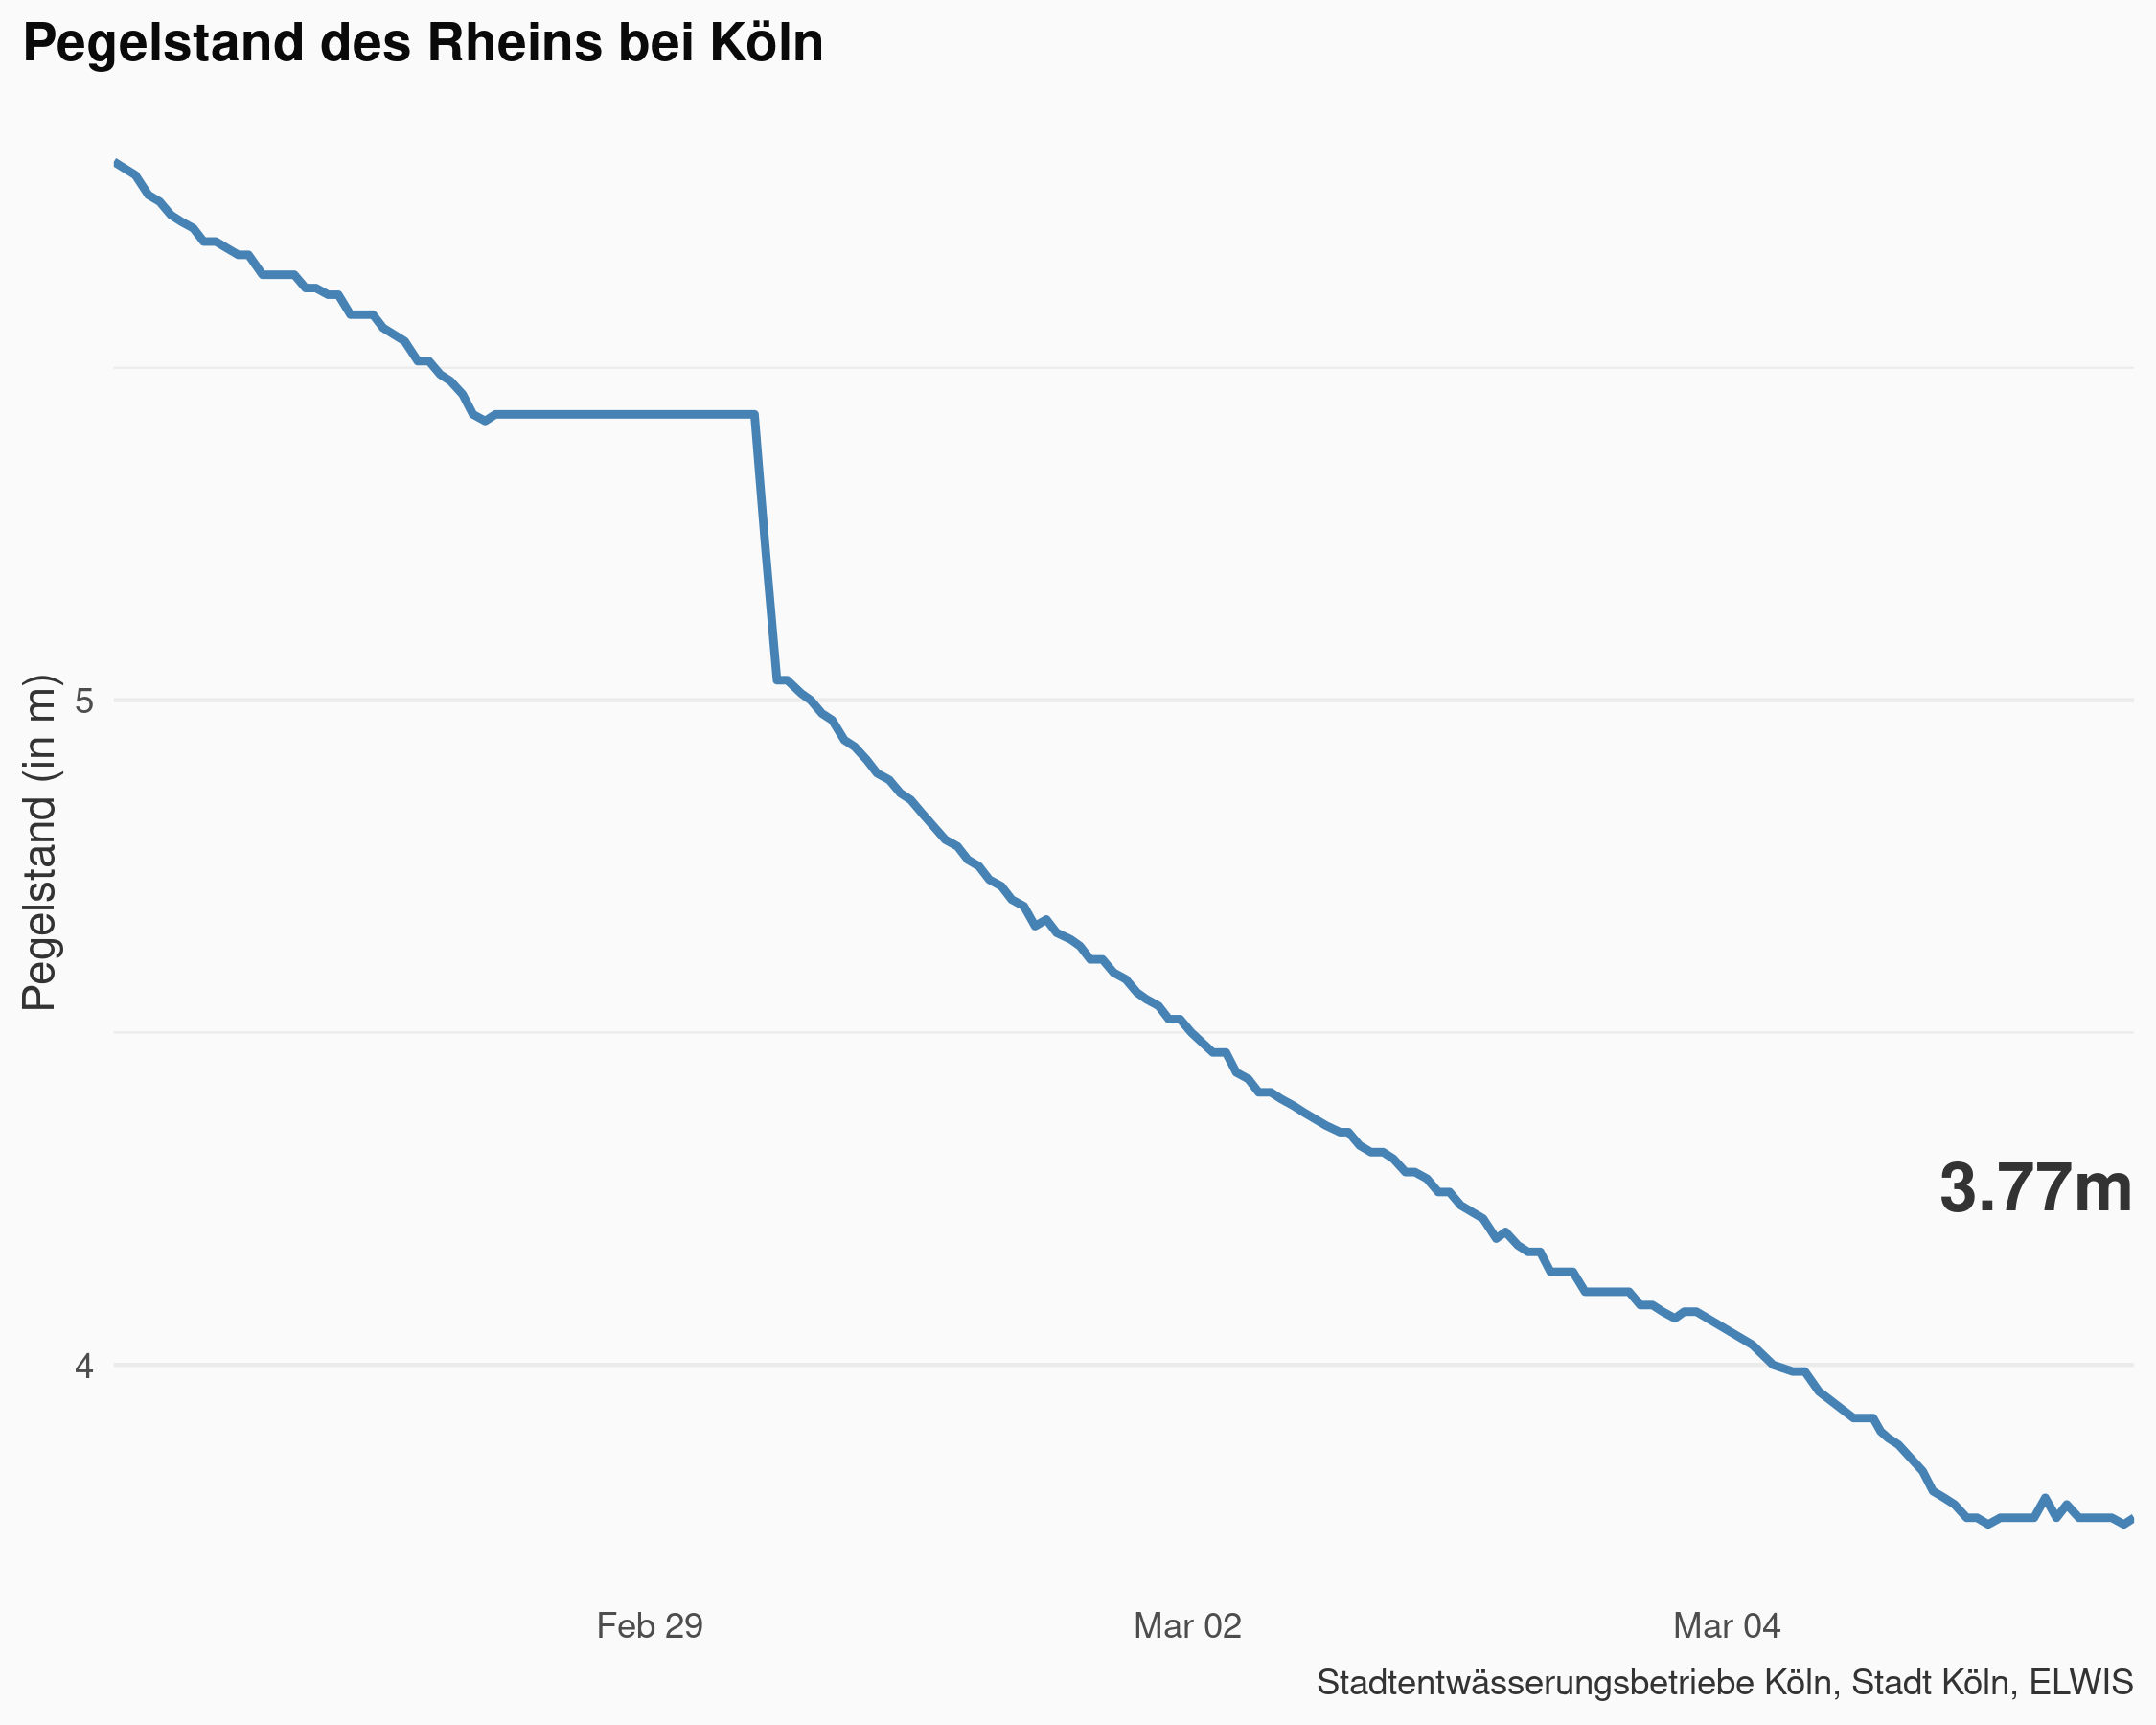 Pegelstand des Rheins bei Köln
Pegelstand (in m)
5
4
3.77m
Feb 29
Mar 02
Mar 04
Stadtentwässerungsbetriebe Köln, Stadt Köln, ELWIS